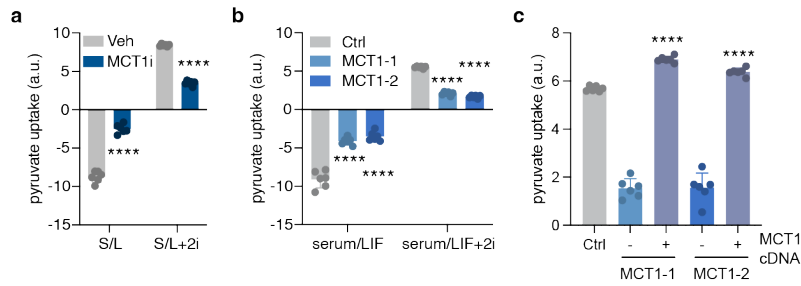 a
pyruvate uptake (a.u.)
10
5
0
-5
-10
-15
Veh
MCT1i
****
****
S/L
S/L+2i
b
pyruvate uptake (a.u.)
10
5
0
-5
-10
-15
Ctrl
MCT1-1
MCT1-2
****
****
****
****
serum/LIF
serum/LIF+2i
c
pyruvate uptake (a.u.)
8
6
4
2
0
****
****
Ctrl
-
+
-
+
MCT1
cDNA
MCT1-1
MCT1-2